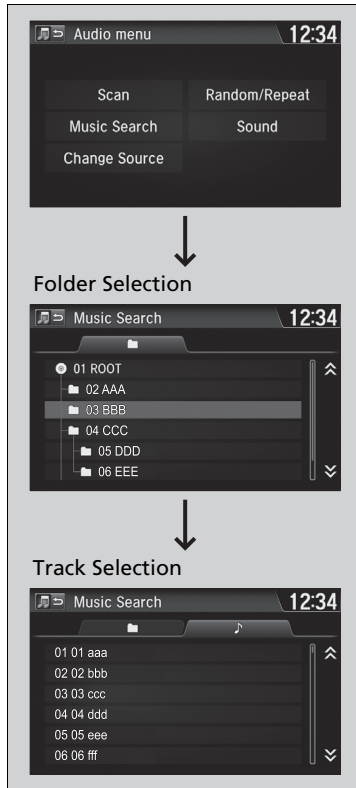 Audio menu 12:34
Scan Random/Repeat
Music Search Sound
Change Source
Folder Selection
Music Search 12:34
01 ROOT
02 AAA
03 BBB
04 CCC
05 DDD
06 EEE
Track Selection
Music Search 12:34
01 01 aaa
02 02 bbb
03 03 ccc
04 04 ddd
05 05 eee
06 06 fff